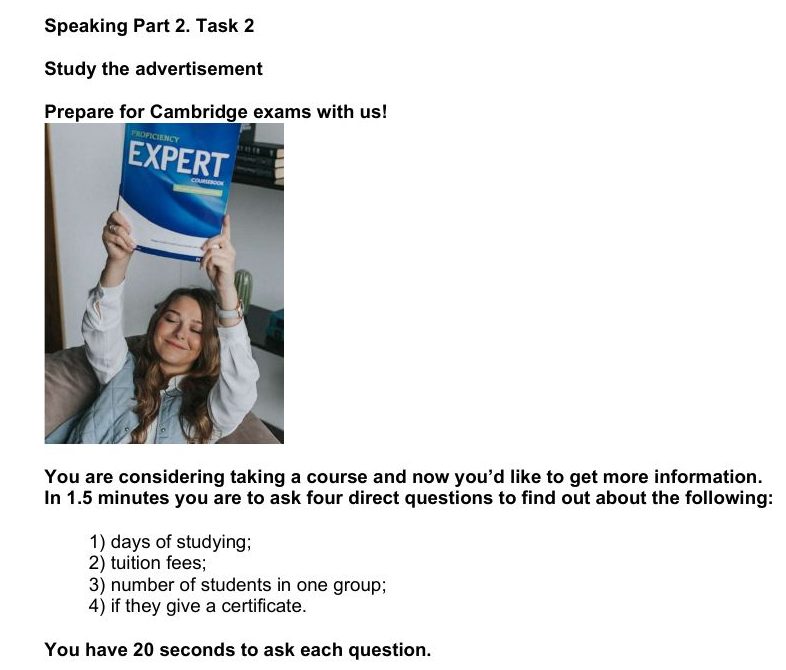 Speaking Part 2. Task 2
Study the advertisement
Prepare for Cambridge exams with us!
PROFICIENCY
EXPERT
COURSEBOOK
You are considering taking a course and now you’d like to get more information.
In 1.5 minutes you are to ask four direct questions to find out about the following:
1) days of studying;
2) tuition fees;
3) number of students in one group;
4) if they give a certificate.
You have 20 seconds to ask each question.